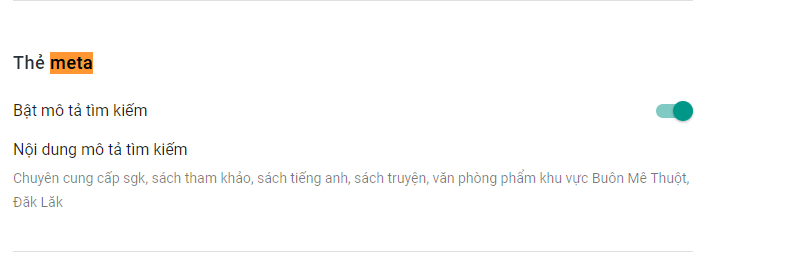 Thẻ meta
Bật mô tả tìm kiếm
Nội dung mô tả tìm kiếm
Chuyên cung cấp sgk, sách tham khảo, sách tiếng anh, sách truyện, văn phòng phẩm khu vực Buôn Mê Thuột,
Đăk Lăk